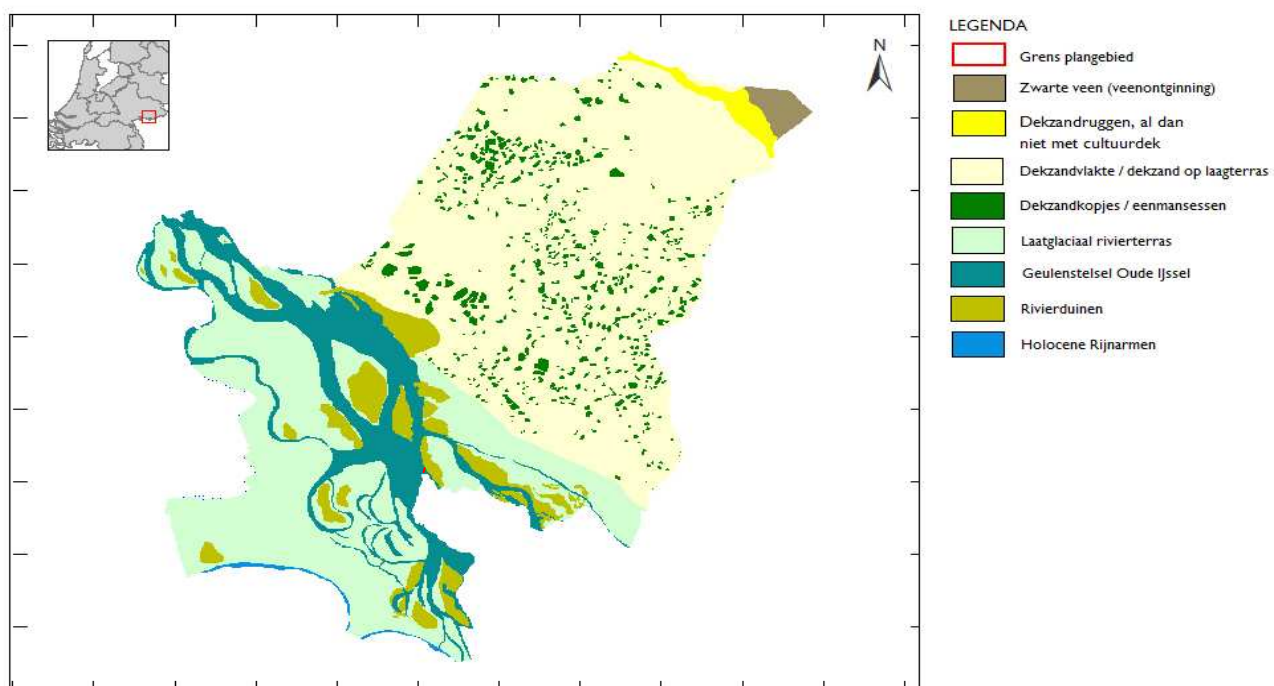 LEGENDA
N
Grens plangebied
Zwarte veen (veenontginning)
Dekzandruggen, al dan
niet met cultuurdek
Dekzandvlakte / dekzand op laagterras
Dekzandkopjes / eenmansessen
Laatglaciaal rivierterras
Geulenstelsel Oude IJssel
Rivierduinen
Holocene Rijnarmen